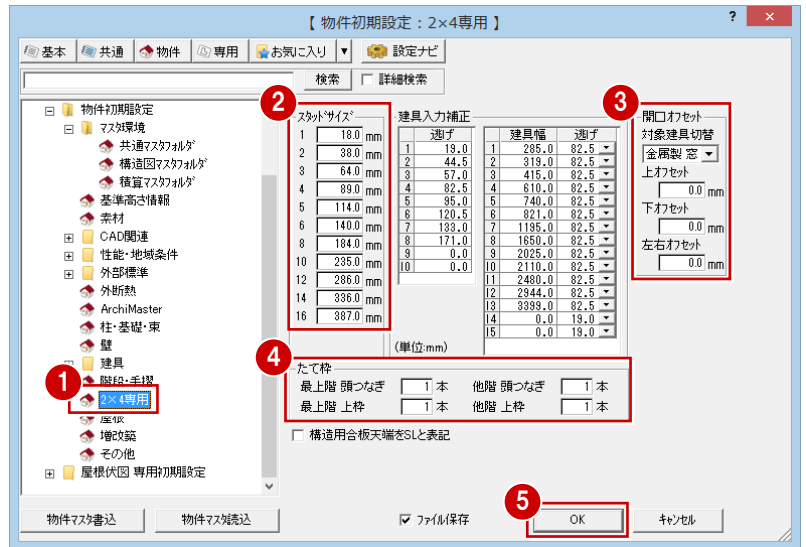 【 物件初期設定：2×4専用 】
? ×
基本 共通 物件 専用 お気に入り ▼ 設定ナビ
検索 詳細検索
物件初期設定
マスタ環境
共通マスタフォルダ
構造図マスタフォルダ
積算マスタフォルダ
基準高さ情報
素材
CAD関連
性能・地域条件
外部標準
外断熱
ArchiMaster
柱・基礎・束
壁
建具
階段・手摺
1
2×4専用
屋根
増改築
その他
屋根伏図 専用初期設定
2
スタッドサイズ
1 18.0 mm
2 38.0 mm
3 64.0 mm
4 89.0 mm
5 114.0 mm
6 140.0 mm
8 184.0 mm
10 235.0 mm
12 286.0 mm
14 336.0 mm
16 387.0 mm
建具入力補正
逃げ
1 19.0
2 44.5
3 57.0
4 82.5
5 95.0
6 120.5
7 133.0
8 171.0
9 0.0
10 0.0
(単位:mm)
建具幅 逃げ
1 285.0 82.5
2 319.0 82.5
3 415.0 82.5
4 610.0 82.5
5 740.0 82.5
6 821.0 82.5
7 1195.0 82.5
8 1650.0 82.5
9 2025.0 82.5
10 2110.0 82.5
11 2480.0 82.5
12 2944.0 82.5
13 3399.0 82.5
14 0.0 19.0
15 0.0 19.0
3
開口オフセット
対象建具切替
金属製 窓
上オフセット
0.0 mm
下オフセット
0.0 mm
左右オフセット
0.0 mm
4
たて枠
最上階 頭つなぎ 1 本 他階 頭つなぎ 1 本
最上階 上枠 1 本 他階 上枠 1 本
構造用合板天端をSLと表記
5
物件マスタ書込 物件マスタ読込 ファイル保存 OK キャンセル